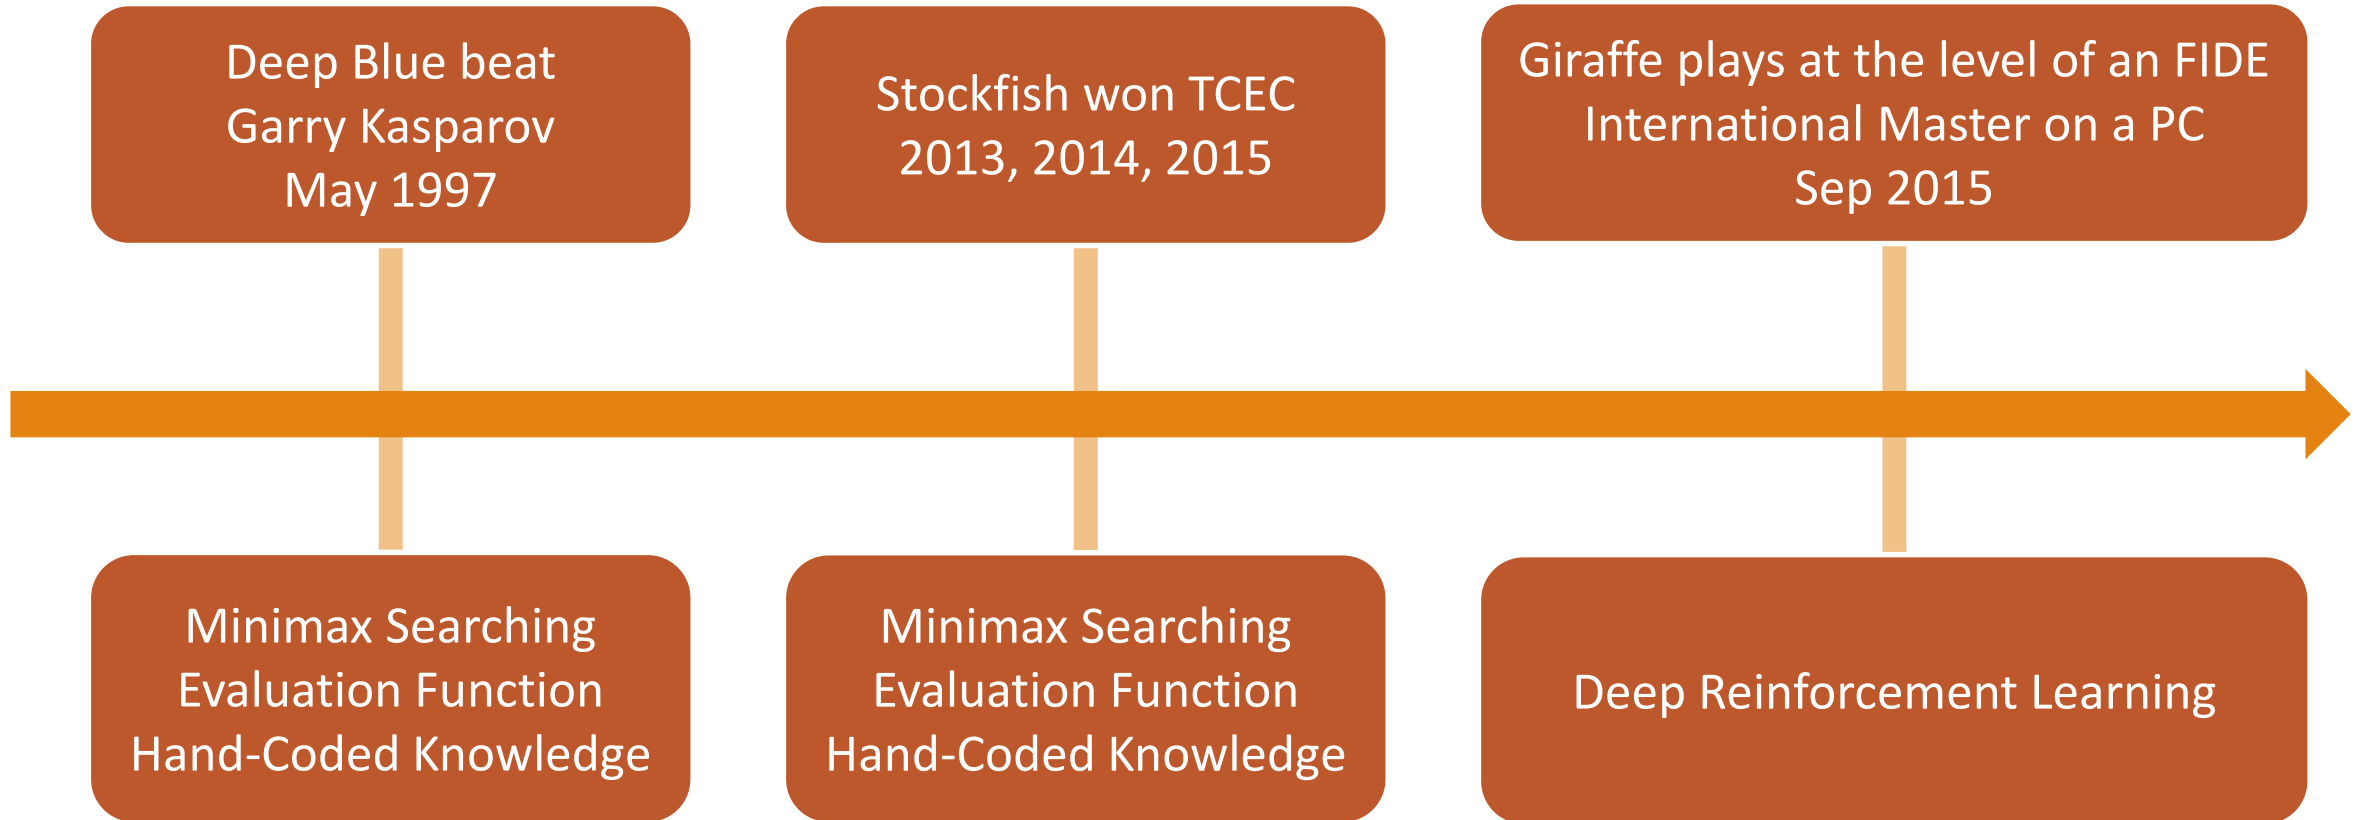 Deep Blue beat
Garry Kasparov
May 1997
Stockfish won TCEC
2013, 2014, 2015
Giraffe plays at the level of an FIDE
International Master on a PC
Sep 2015
Minimax Searching
Evaluation Function
Hand-Coded Knowledge
Minimax Searching
Evaluation Function
Hand-Coded Knowledge
Deep Reinforcement Learning